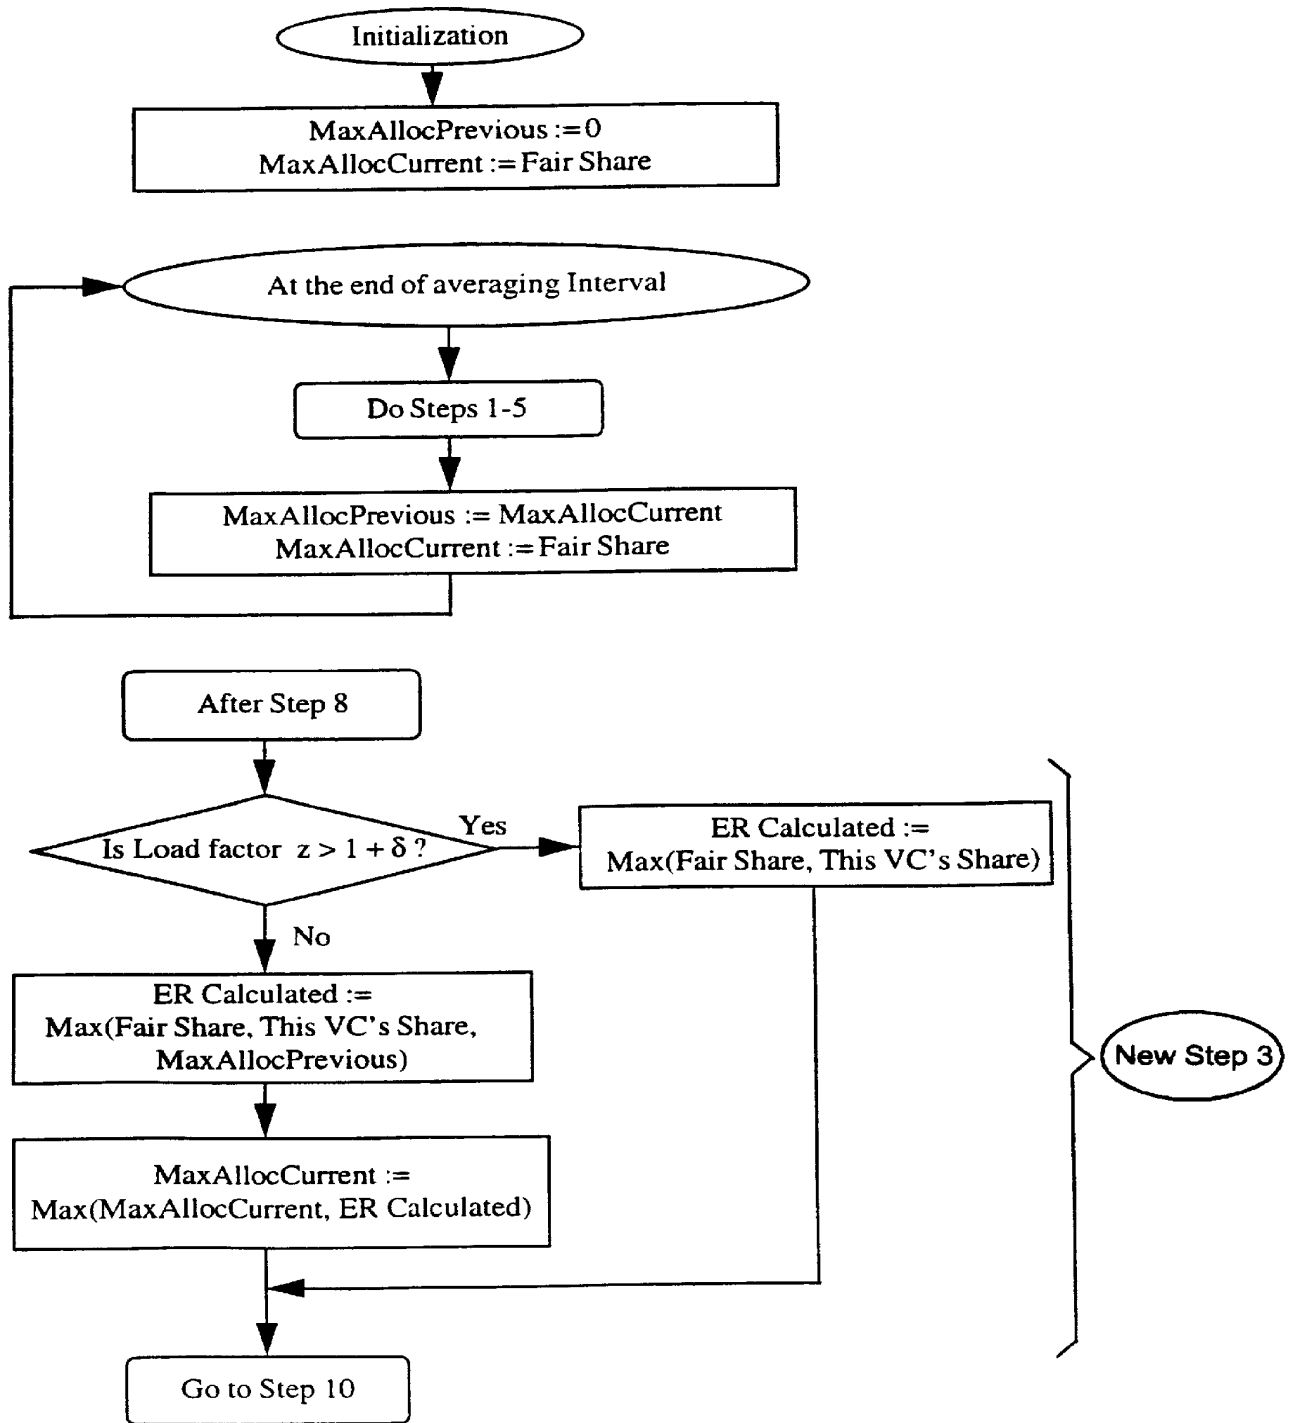 Initialization
MaxAllocPrevious := 0
MaxAllocCurrent := Fair Share
At the end of averaging Interval
Do Steps 1-5
MaxAllocPrevious := MaxAllocCurrent
MaxAllocCurrent := Fair Share
After Step 8
Is Load factor z > 1 + δ ?
Yes
ER Calculated :=
Max(Fair Share, This VC's Share)
No
ER Calculated :=
Max(Fair Share, This VC's Share,
MaxAllocPrevious)
New Step 3
MaxAllocCurrent :=
Max(MaxAllocCurrent, ER Calculated)
Go to Step 10